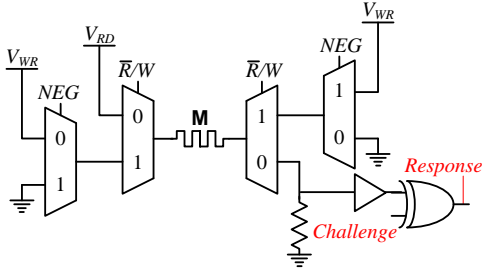 V_WR
V_RD
V_WR
NEG
R̅/W
R̅/W
NEG
M
0
1
0
1
1
0
1
0
Response
Challenge